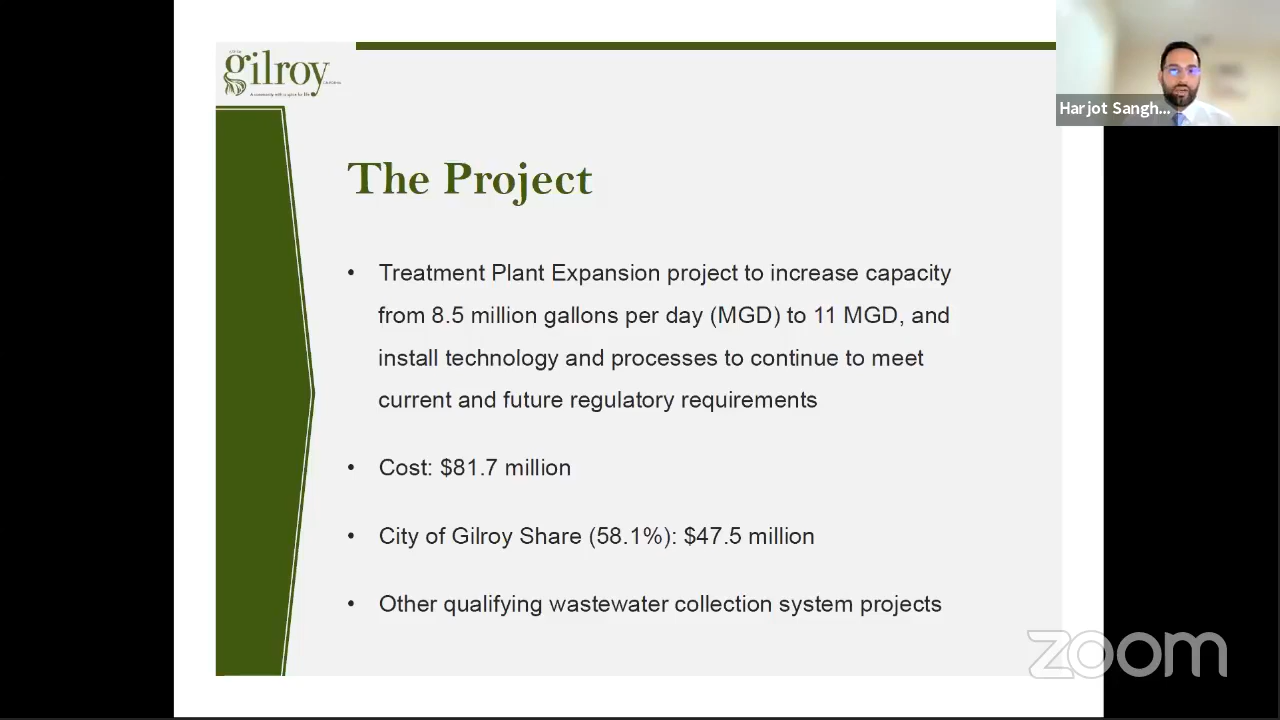 gilroy
Harjot Sangh...
The Project
• Treatment Plant Expansion project to increase capacity
from 8.5 million gallons per day (MGD) to 11 MGD, and
install technology and processes to continue to meet
current and future regulatory requirements
• Cost: $81.7 million
• City of Gilroy Share (58.1%): $47.5 million
• Other qualifying wastewater collection system projects
zoom